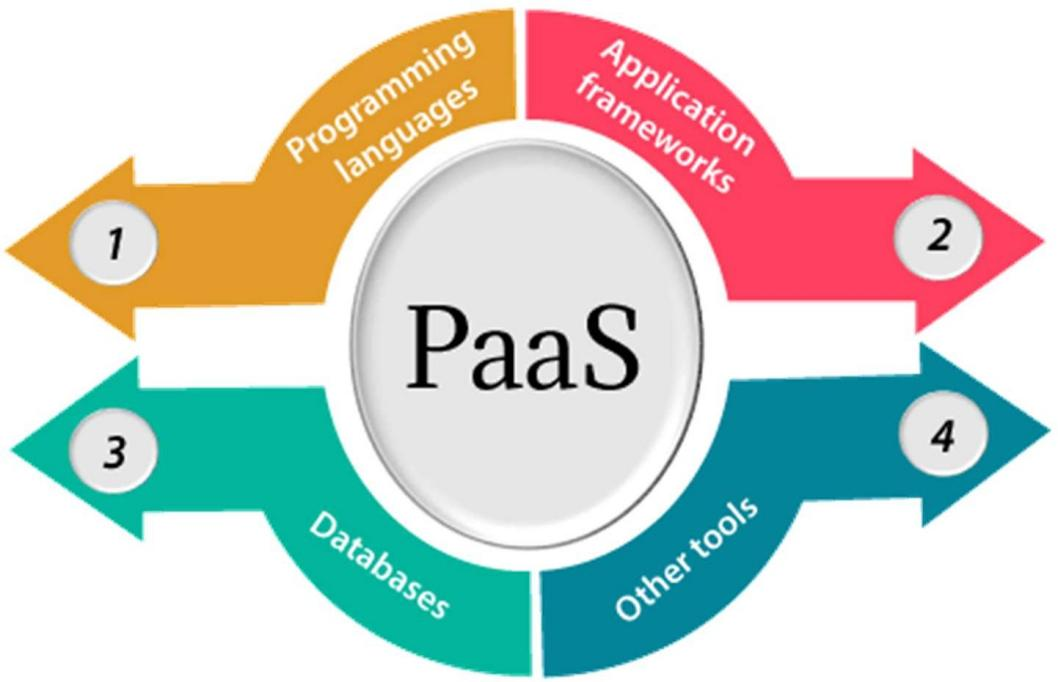 Programming
languages
Application
frameworks
1
2
PaaS
3
4
Databases
Other tools